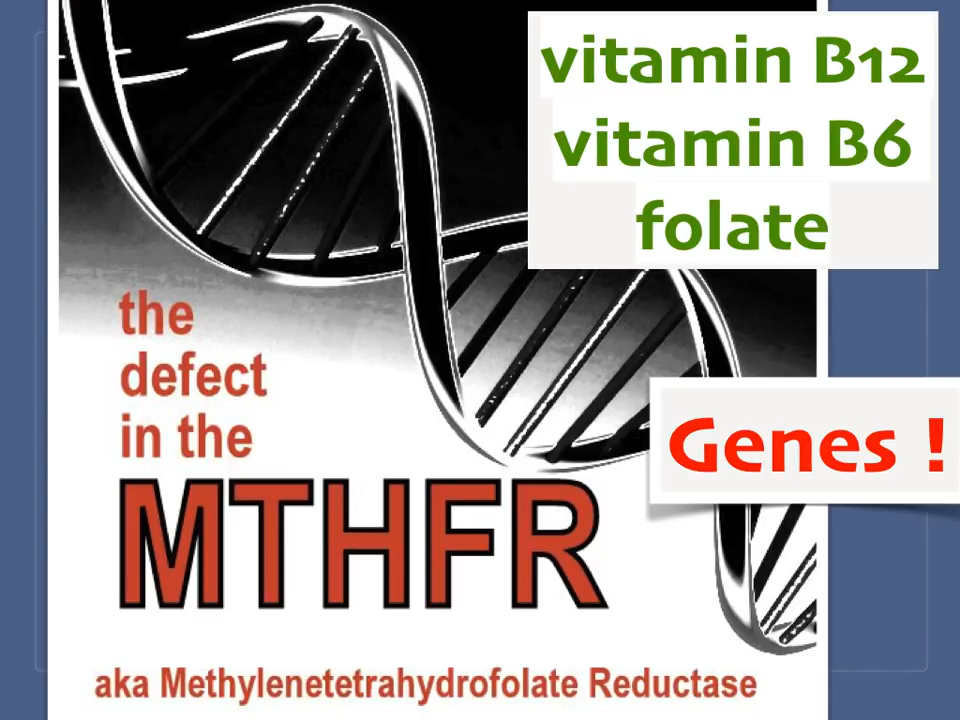 vitamin B12
vitamin B6
folate
the
defect
in the
Genes !
MTHFR
aka Methylenetetrahydrofolate Reductase